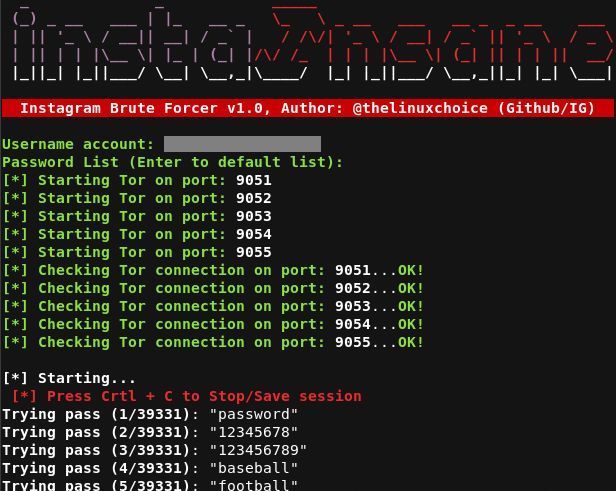 Instagram Brute Forcer v1.0, Author: @thelinuxchoice (Github/IG)
Username account:
Password List (Enter to default list):
[*] Starting Tor on port: 9051
[*] Starting Tor on port: 9052
[*] Starting Tor on port: 9053
[*] Starting Tor on port: 9054
[*] Starting Tor on port: 9055
[*] Checking Tor connection on port: 9051...OK!
[*] Checking Tor connection on port: 9052...OK!
[*] Checking Tor connection on port: 9053...OK!
[*] Checking Tor connection on port: 9054...OK!
[*] Checking Tor connection on port: 9055...OK!
[*] Starting...
[*] Press Crtl + C to Stop/Save session
Trying pass (1/39331): "password"
Trying pass (2/39331): "12345678"
Trying pass (3/39331): "123456789"
Trying pass (4/39331): "baseball"
Trying pass (5/39331): "football"